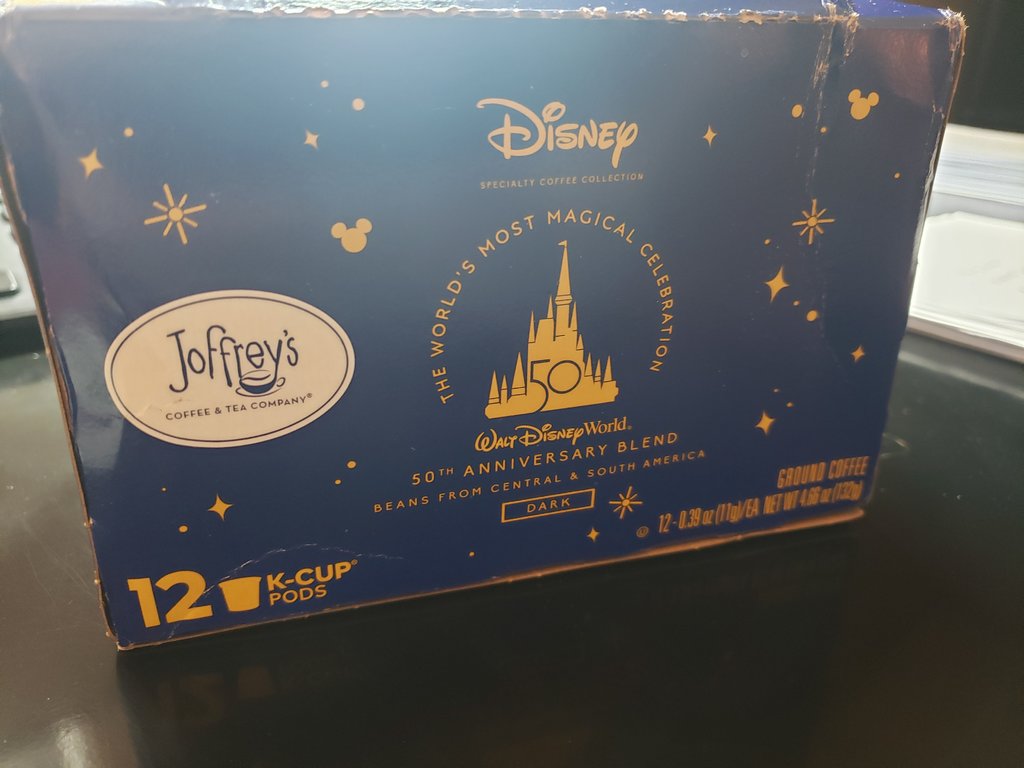 Disney
SPECIALTY COFFEE COLLECTION
THE WORLD'S MOST MAGICAL CELEBRATION
50
Walt Disney World®
50TH ANNIVERSARY BLEND
BEANS FROM CENTRAL & SOUTH AMERICA
DARK
Joffrey's
COFFEE & TEA COMPANY®
12 K-CUP® PODS
GROUND COFFEE
12 - 0.39 oz (11g)/EA NET WT 4.66 oz (132g)